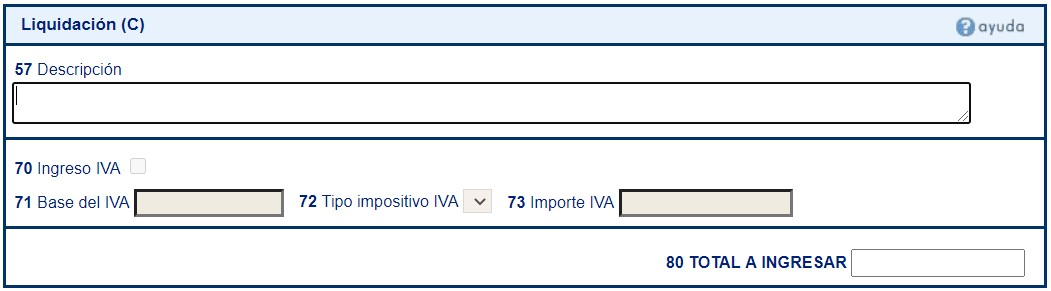 Liquidación (C)
? ayuda
57 Descripción
70 Ingreso IVA
71 Base del IVA 72 Tipo impositivo IVA 73 Importe IVA
80 TOTAL A INGRESAR